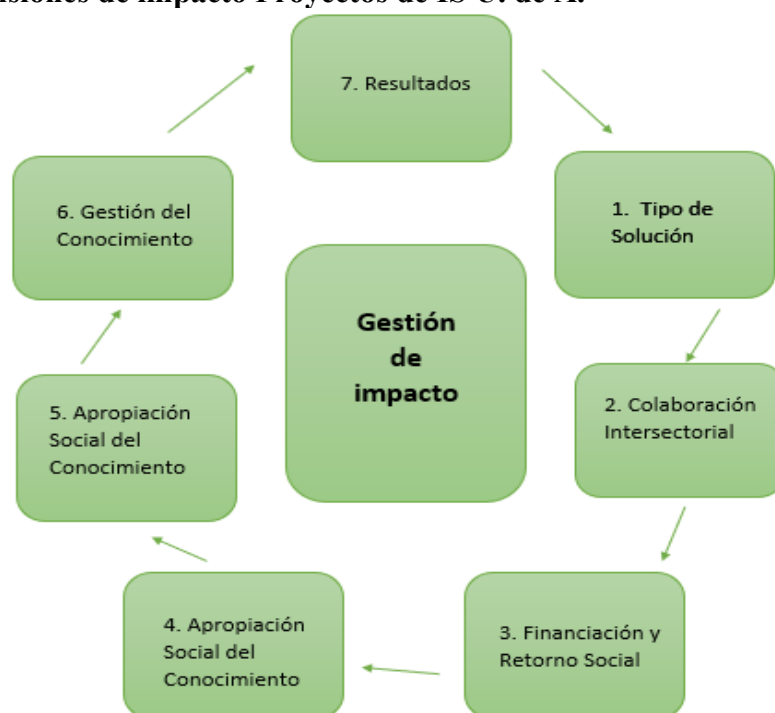 de impacto Proyectos de IS U. de A.
7. Resultados
1. Tipo de
Solución
2. Colaboración
Intersectorial
3. Financiación y
Retorno Social
4. Apropiación
Social del
Conocimiento
5. Apropiación
Social del
Conocimiento
6. Gestión del
Conocimiento
Gestión
de
impacto